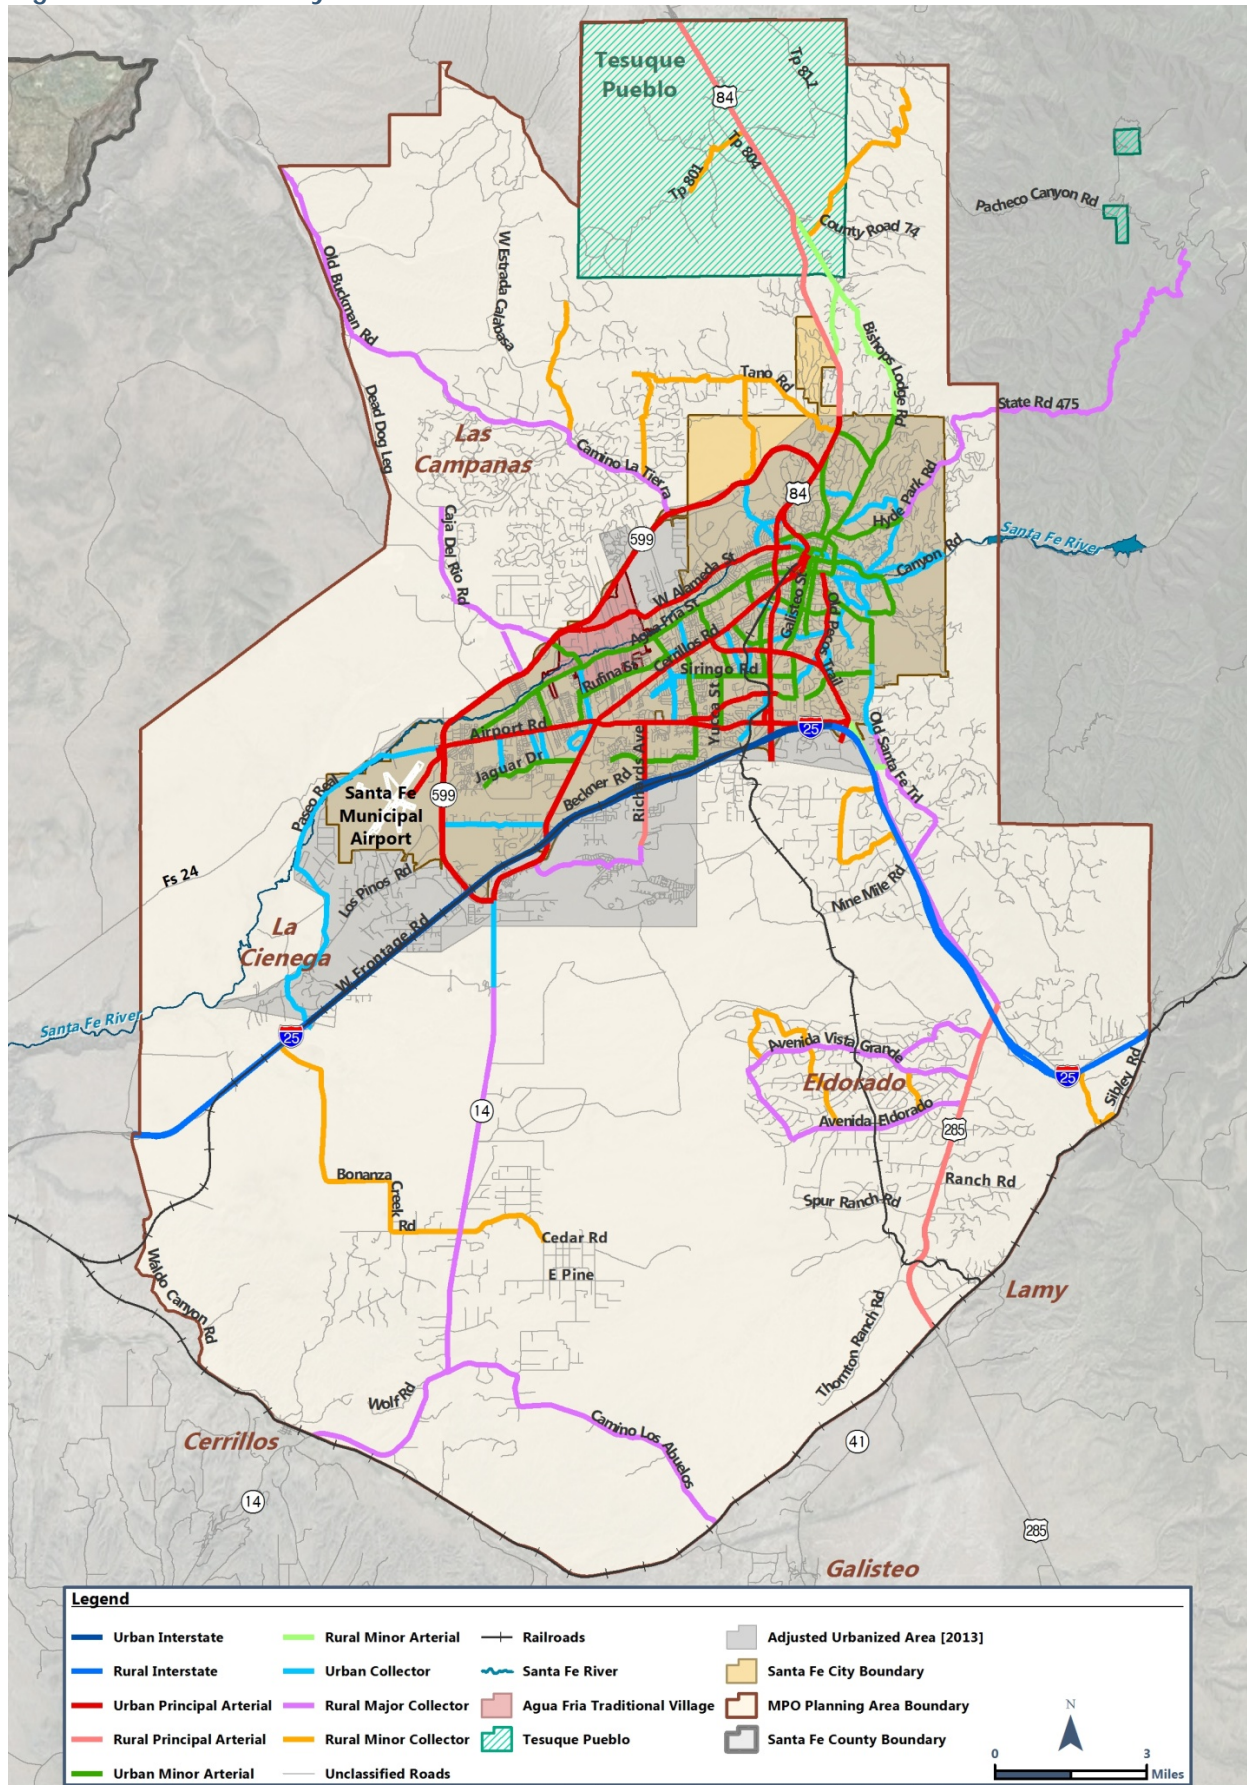 Tesuque
Pueblo
84
Tp 804
Tp 801
County Road 74
Pacheco Canyon Rd
Old Buckman Rd
W Estrada Calabasa
Bishops Lodge Rd
Tano Rd
State Rd 475
Dead Dog Leg
Las
Campanas
Camino La Tierra
84
Hyde Park Rd
599
Santa Fe River
Canyon Rd
Caja Del Rio Rd
W Alameda St
Galisteo St
Agua Fria St
Old Pecos Trail
Cerrillos Rd
Rufina St
Siringo Rd
Yucca St
Airport Rd
25
Old Santa Fe Trl
Jaguar Dr
Beckner Rd
Richards Ave
Paseo Real
599
Santa Fe
Municipal
Airport
Fs 24
Los Pinos Rd
Nine Mile Rd
La
Cienega
W Frontage Rd
Santa Fe River
25
Avenida Vista Grande
Eldorado
25
Sibley Rd
14
Avenida Eldorado
285
Bonanza
Creek
Rd
Ranch Rd
Spur Ranch Rd
Cedar Rd
E Pine
Waldo Canyon Rd
Lamy
Thornton Ranch Rd
Wolf Rd
Camino Los Abuelos
Cerrillos
41
14
285
Galisteo
Legend
Urban Interstate
Rural Interstate
Urban Principal Arterial
Rural Principal Arterial
Urban Minor Arterial
Rural Minor Arterial
Urban Collector
Rural Major Collector
Rural Minor Collector
Unclassified Roads
Railroads
Santa Fe River
Agua Fria Traditional Village
Tesuque Pueblo
Adjusted Urbanized Area [2013]
Santa Fe City Boundary
MPO Planning Area Boundary
Santa Fe County Boundary
N
0 3
Miles